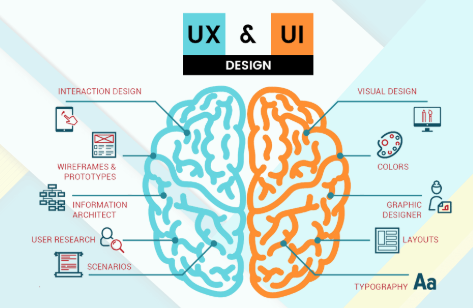 UX & UI
DESIGN
INTERACTION DESIGN
WIREFRAMES &
PROTOTYPES
INFORMATION
ARCHITECT
USER RESEARCH
SCENARIOS
VISUAL DESIGN
COLORS
GRAPHIC
DESIGNER
LAYOUTS
TYPOGRAPHY Aa